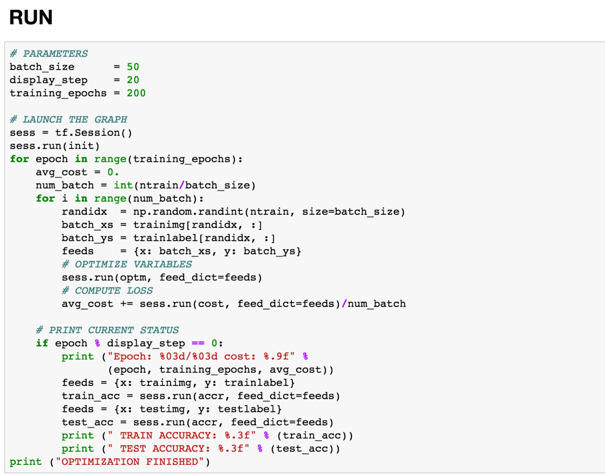 RUN
# PARAMETERS
batch_size      = 50
display_step    = 20
training_epochs = 200
# LAUNCH THE GRAPH
sess = tf.Session()
sess.run(init)
for epoch in range(training_epochs):
    avg_cost = 0.
    num_batch = int(ntrain/batch_size)
    for i in range(num_batch):
        randidx  = np.random.randint(ntrain, size=batch_size)
        batch_xs = trainimg[randidx, :]
        batch_ys = trainlabel[randidx, :]
        feeds    = {x: batch_xs, y: batch_ys}
        # OPTIMIZE VARIABLES
        sess.run(optm, feed_dict=feeds)
        # COMPUTE LOSS
        avg_cost += sess.run(cost, feed_dict=feeds)/num_batch
    # PRINT CURRENT STATUS
    if epoch % display_step == 0:
        print ("Epoch: %03d/%03d cost: %.9f" %
               (epoch, training_epochs, avg_cost))
        feeds = {x: trainimg, y: trainlabel}
        train_acc = sess.run(accr, feed_dict=feeds)
        feeds = {x: testimg, y: testlabel}
        test_acc = sess.run(accr, feed_dict=feeds)
        print (" TRAIN ACCURACY: %.3f" % (train_acc))
        print (" TEST ACCURACY: %.3f" % (test_acc))
print ("OPTIMIZATION FINISHED")